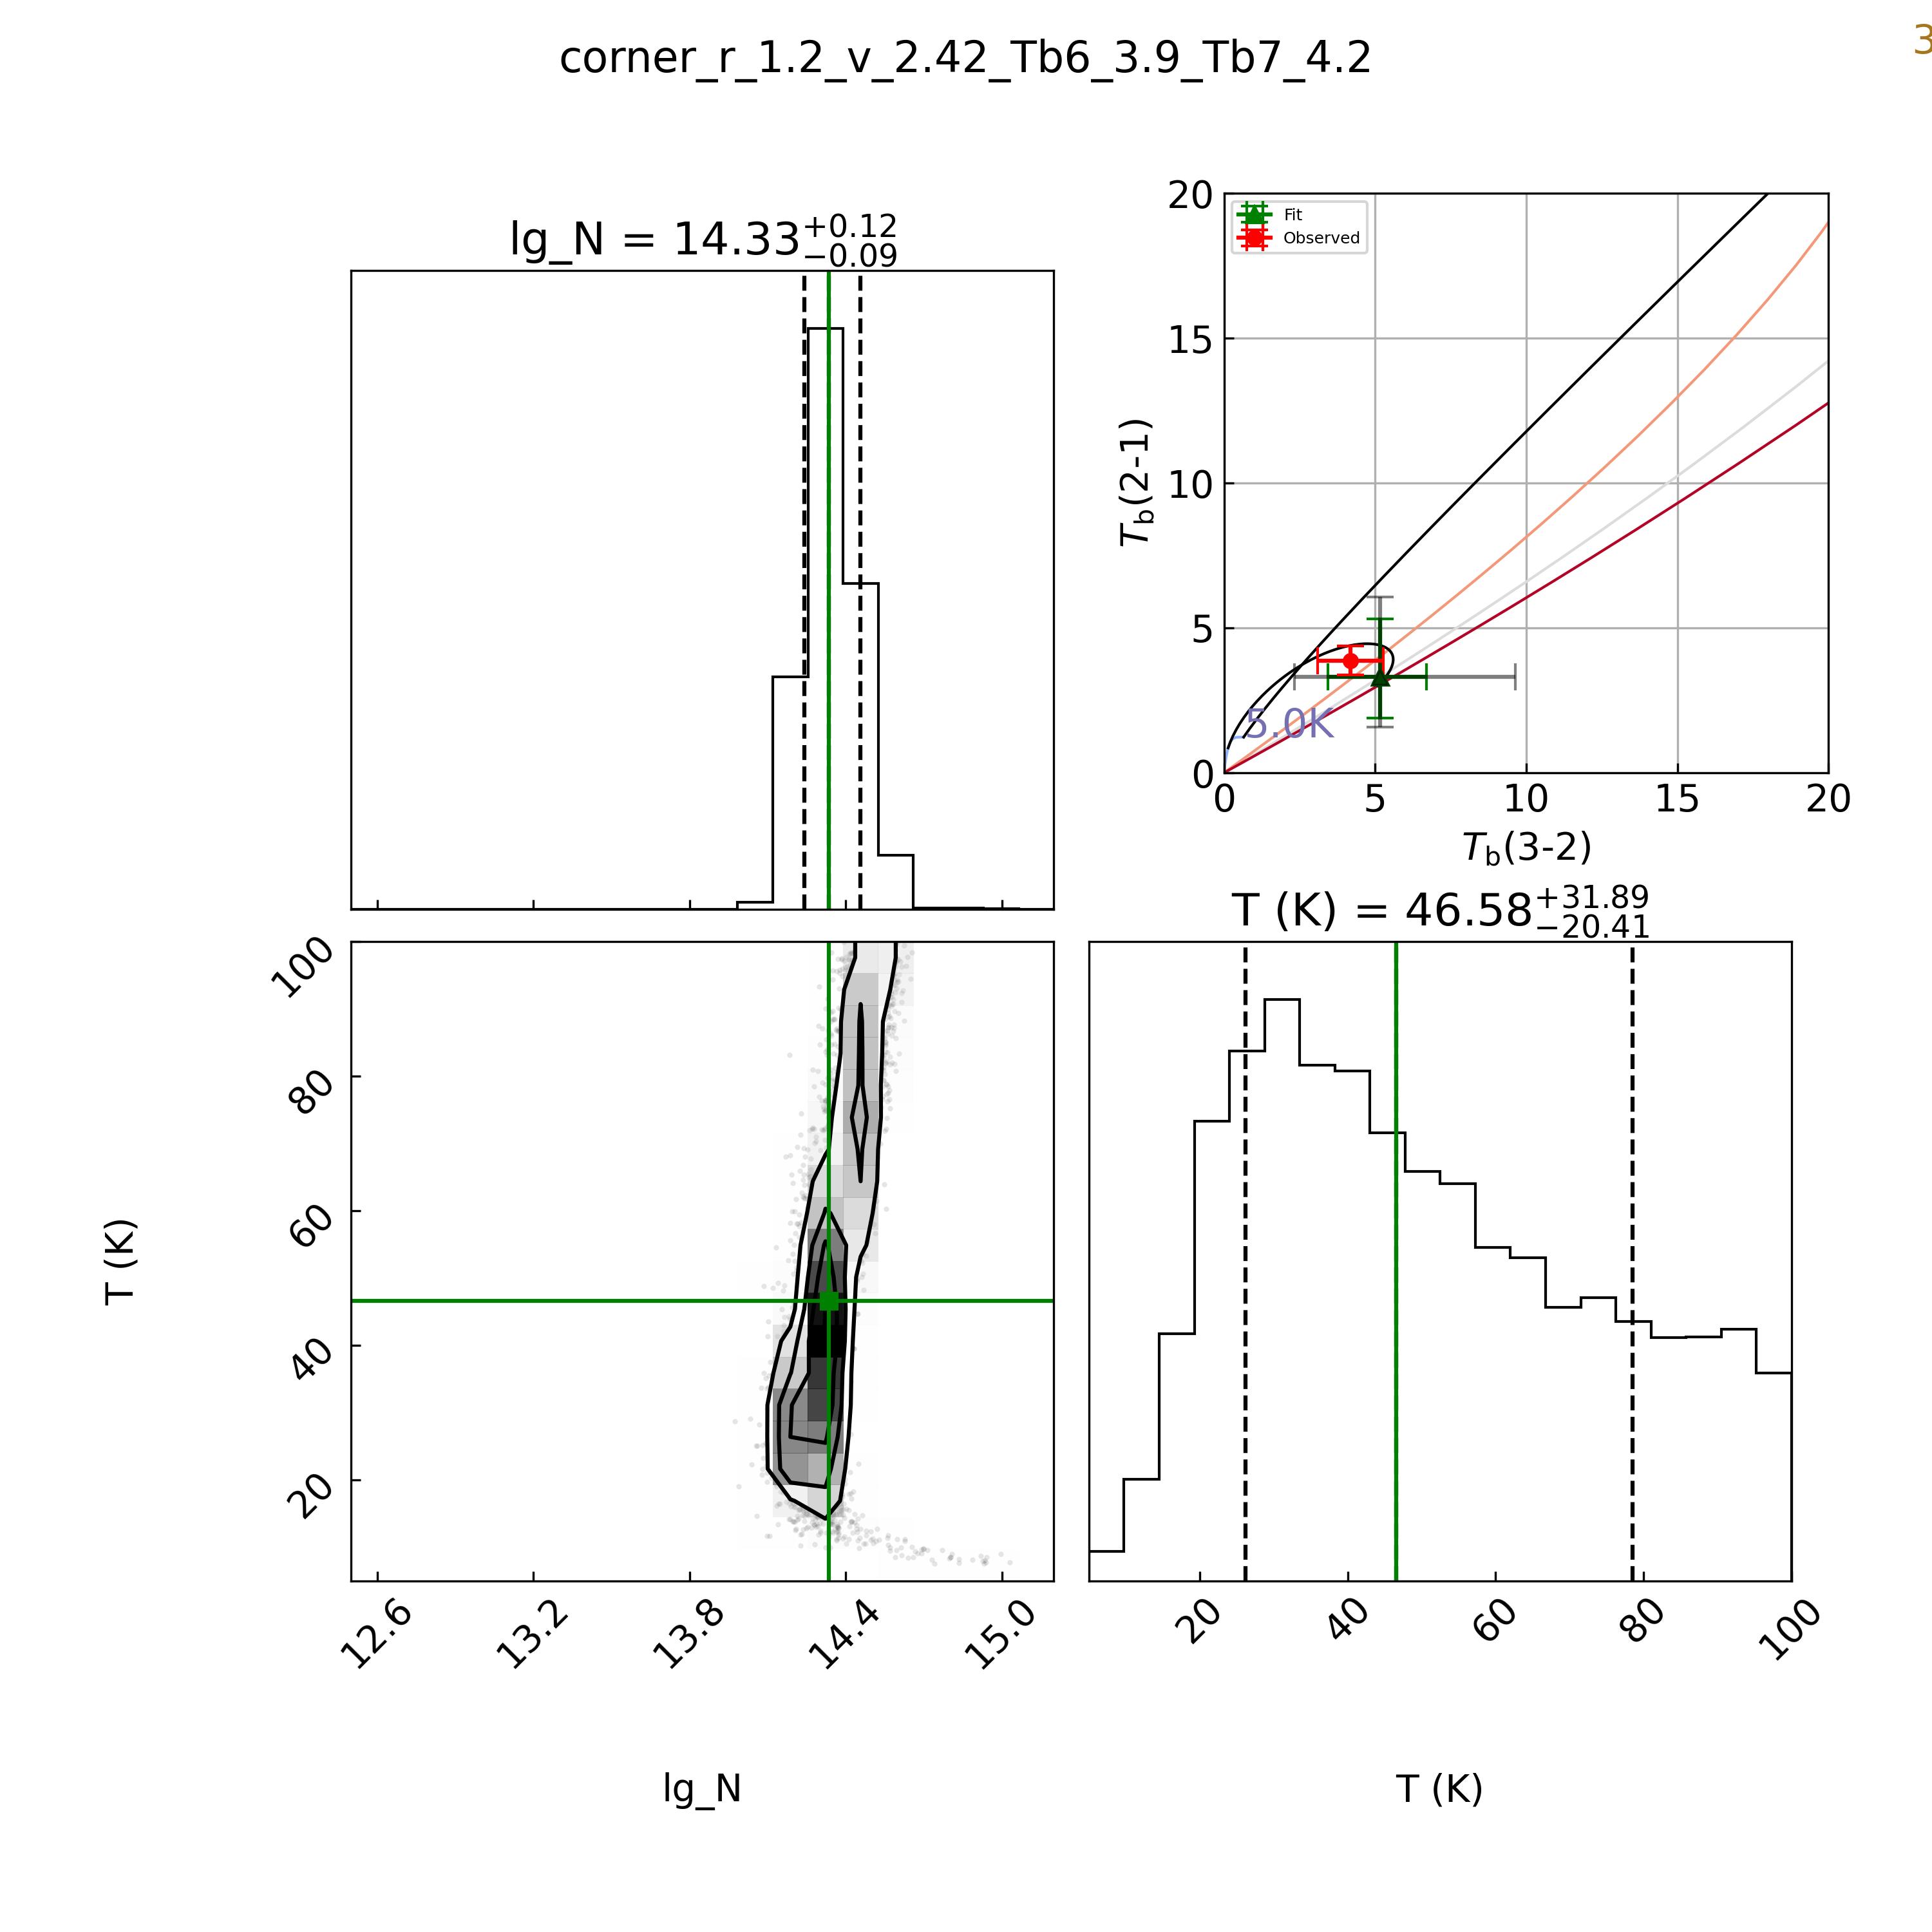 corner_r_1.2_v_2.42_Tb6_3.9_Tb7_4.2
3
lg_N = 14.33+0.12−0.09
Fit
Observed
20
15
10
5
0
Tb(2-1)
5.0K
0 5 10 15 20
Tb(3-2)
T (K) = 46.58+31.89−20.41
100
80
60
40
20
T (K)
12.6 13.2 13.8 14.4 15.0
lg_N
20 40 60 80 100
T (K)